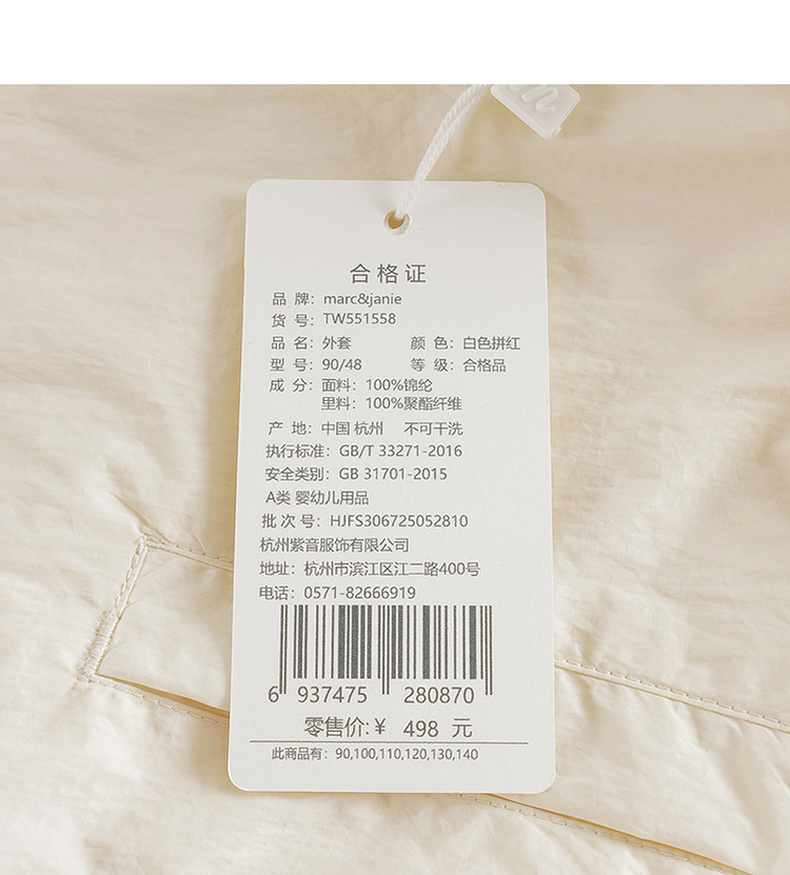 合格证
品 牌：marc&janie
货 号：TW551558
品 名：外套 颜 色：白色拼红
型 号：90/48 等 级：合格品
成 分：面料：100%锦纶
里料：100%聚酯纤维
产 地：中国 杭州 不可干洗
执行标准：GB/T 33271-2016
安全类别：GB 31701-2015
A类 婴幼儿用品
批 次 号：HJFS306725052810
杭州紫音服饰有限公司
地址：杭州市滨江区江二路400号
电话：0571-82666919
6 937475 280870
零售价:￥ 498 元
此商品有：90,100,110,120,130,140